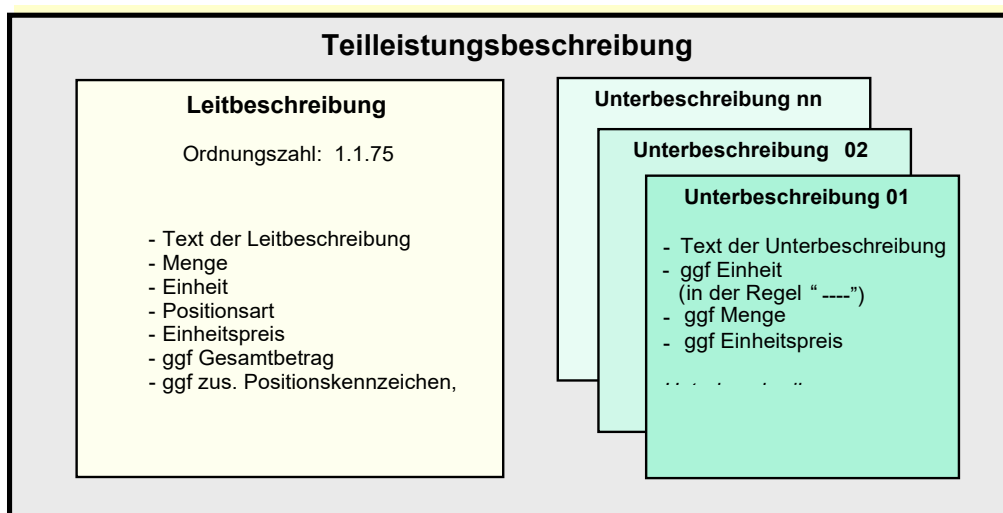 Teilleistungsbeschreibung
Leitbeschreibung
Ordnungszahl: 1.1.75
- Text der Leitbeschreibung
- Menge
- Einheit
- Positionsart
- Einheitspreis
- ggf Gesamtbetrag
- ggf zus. Positionskennzeichen,
Unterbeschreibung nn
Unterbeschreibung 02
Unterbeschreibung 01
- Text der Unterbeschreibung
- ggf Einheit
(in der Regel “ ----”)
- ggf Menge
- ggf Einheitspreis